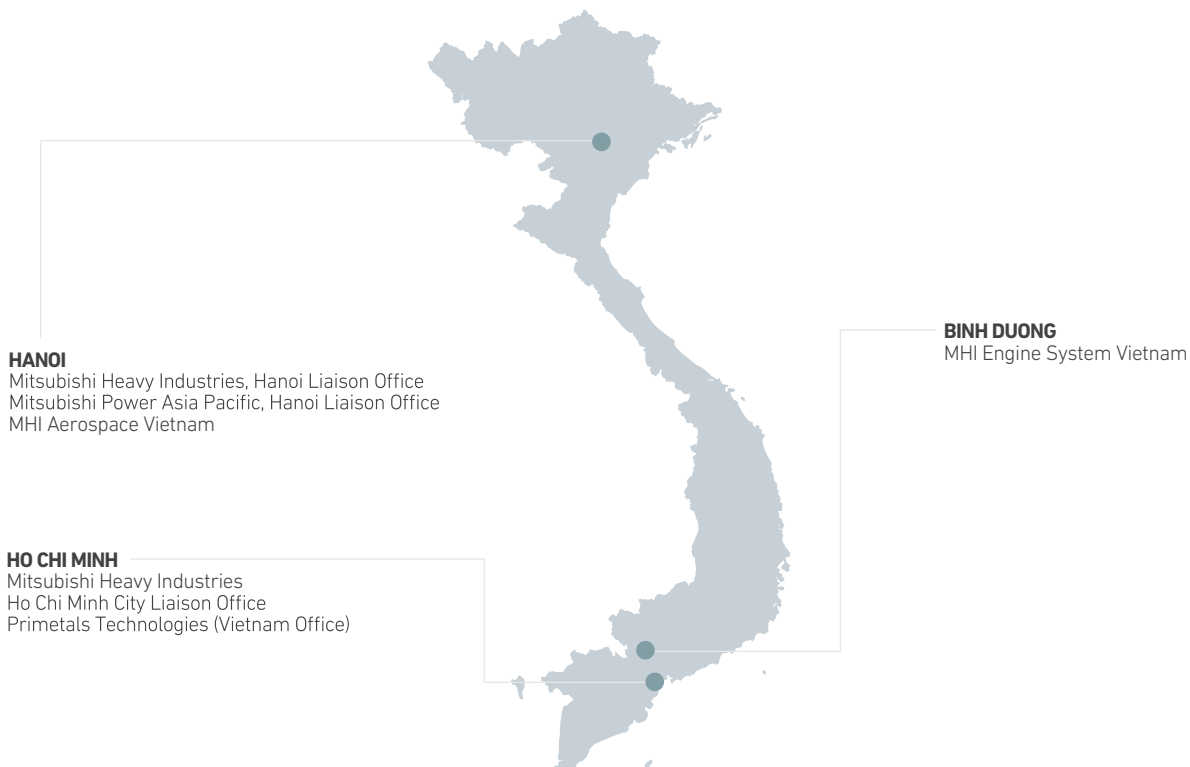 HANOI
Mitsubishi Heavy Industries, Hanoi Liaison Office
Mitsubishi Power Asia Pacific, Hanoi Liaison Office
MHI Aerospace Vietnam
BINH DUONG
MHI Engine System Vietnam
HO CHI MINH
Mitsubishi Heavy Industries
Ho Chi Minh City Liaison Office
Primetals Technologies (Vietnam Office)